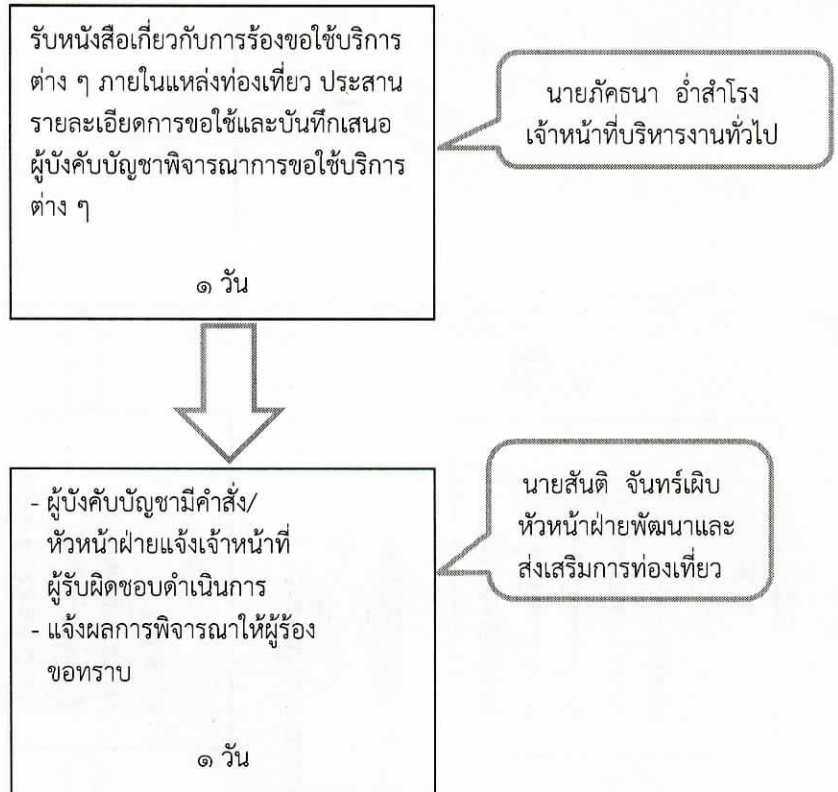 รับหนังสือเกี่ยวกับการร้องขอใช้บริการ
ต่าง ๆ ภายในแหล่งท่องเที่ยว ประสาน
รายละเอียดการขอใช้และบันทึกเสนอ
ผู้บังคับบัญชาพิจารณาการขอใช้บริการ
ต่าง ๆ
๑ วัน
นายภัคธนา อ่ำสำโรง
เจ้าหน้าที่บริหารงานทั่วไป
- ผู้บังคับบัญชามีคำสั่ง/
หัวหน้าฝ่ายแจ้งเจ้าหน้าที่
ผู้รับผิดชอบดำเนินการ
- แจ้งผลการพิจารณาให้ผู้ร้อง
ขอทราบ
๑ วัน
นายสันติ จันทร์เผิบ
หัวหน้าฝ่ายพัฒนาและ
ส่งเสริมการท่องเที่ยว